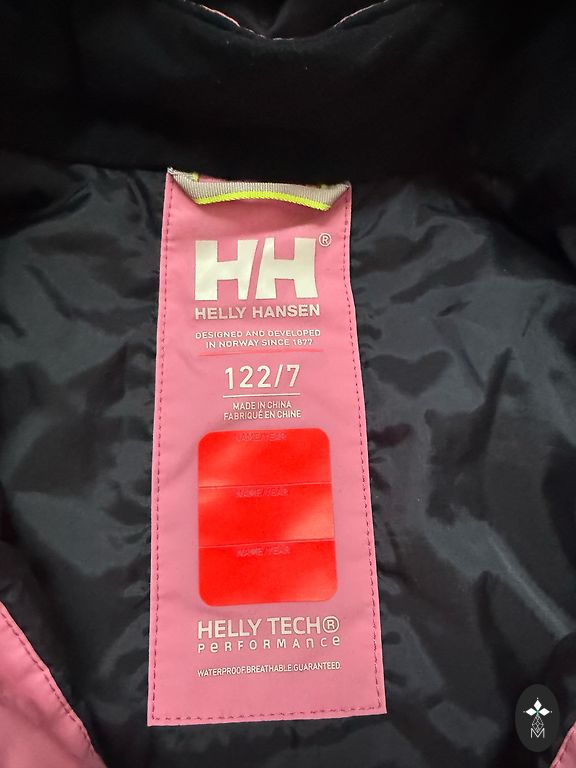 HH®
HELLY HANSEN
DESIGNED AND DEVELOPED
IN NORWAY SINCE 1877
122/7
MADE IN CHINA
FABRIQUÉ EN CHINE
NAME/YEAR
NAME/YEAR
NAME/YEAR
HELLY TECH®
PERFORMANCE
WATERPROOF.BREATHABLE.GUARANTEED.
M